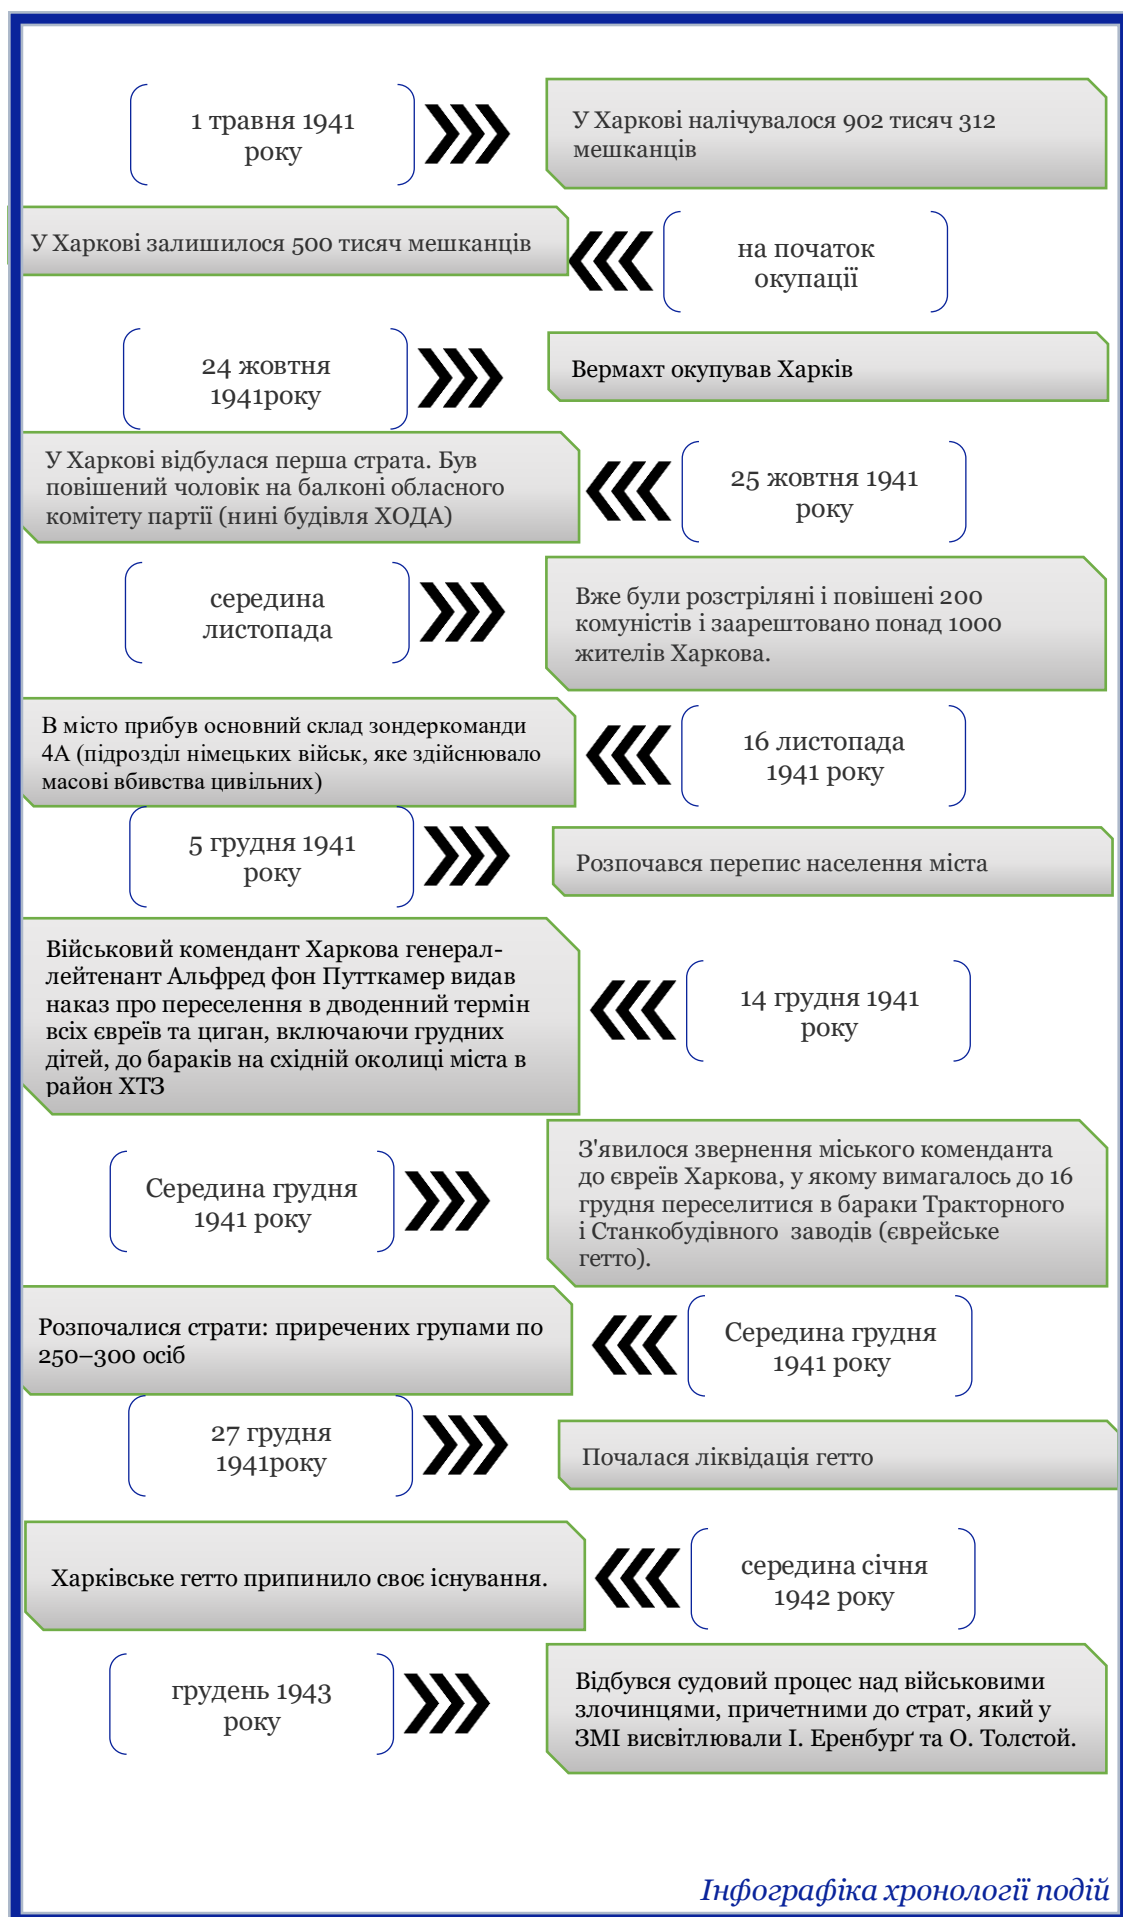 1 травня 1941
року
У Харкові налічувалося 902 тисяч 312
мешканців
У Харкові залишилося 500 тисяч мешканців
на початок
окупації
24 жовтня
1941року
Вермахт окупував Харків
У Харкові відбулася перша страта. Був
повішений чоловік на балконі обласного
комітету партії (нині будівля ХОДА)
25 жовтня 1941
року
середина
листопада
Вже були розстріляні і повішені 200
комуністів і заарештовано понад 1000
жителів Харкова.
В місто прибув основний склад зондеркоманди
4А (підрозділ німецьких військ, яке здійснювало
масові вбивства цивільних)
16 листопада
1941 року
5 грудня 1941
року
Розпочався перепис населення міста
Військовий комендант Харкова генерал-
лейтенант Альфред фон Путткамер видав
наказ про переселення в дводенний термін
всіх євреїв та циган, включаючи грудних
дітей, до бараків на східній околиці міста в
район ХТЗ
14 грудня 1941
року
Середина грудня
1941 року
З'явилося звернення міського коменданта
до євреїв Харкова, у якому вимагалось до 16
грудня переселитися в бараки Тракторного
і Станкобудівного заводів (єврейське
гетто).
Розпочалися страти: приречених групами по
250–300 осіб
Середина грудня
1941 року
27 грудня
1941року
Почалася ліквідація гетто
Харківське гетто припинило своє існування.
середина січня
1942 року
грудень 1943
року
Відбувся судовий процес над військовими
злочинцями, причетними до страт, який у
ЗМІ висвітлювали І. Еренбурґ та О. Толстой.
Інфографіка хронології подій